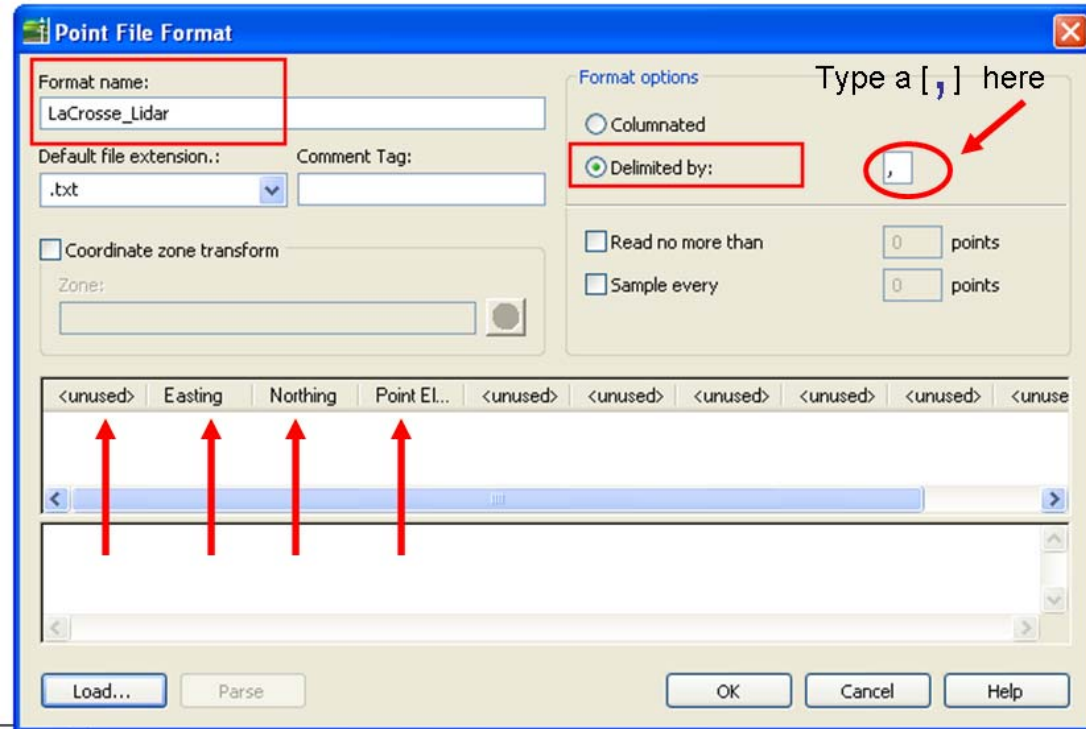 Point File Format
Format name:
LaCrosse_Lidar
Default file extension.:
Comment Tag:
.txt
Coordinate zone transform
Zone:
Format options
Type a [,] here
Columnated
Delimited by:
,
Read no more than
0
points
Sample every
0
points
<unused> Easting Northing Point El... <unused> <unused> <unused> <unused> <unused> <unuse
Load... Parse OK Cancel Help